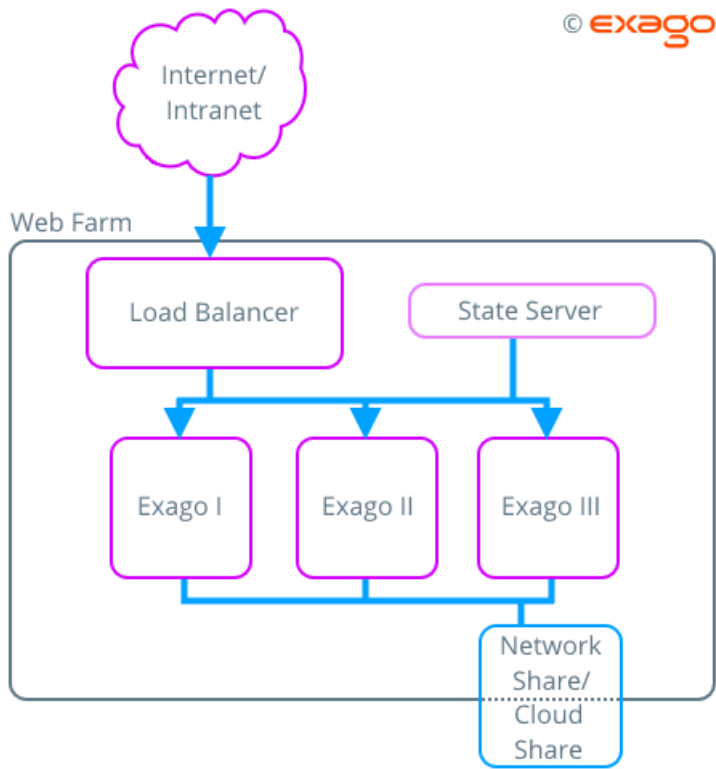 © exago
Internet/
Intranet
Web Farm
Load Balancer
State Server
Exago I
Exago II
Exago III
Network
Share/
Cloud
Share